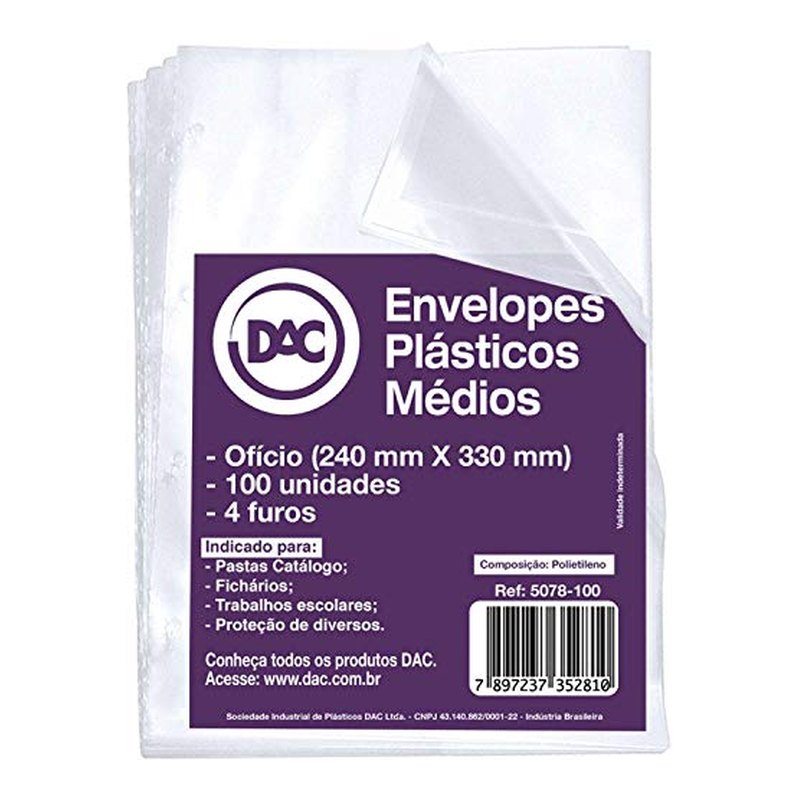 DAC
Envelopes
Plásticos
Médios
- Ofício (240 mm X 330 mm)
- 100 unidades
- 4 furos
Validade indeterminada
Indicado para:
- Pastas Catálogo;
- Fichários;
- Trabalhos escolares;
- Proteção de diversos.
Composição: Polietileno
Ref: 5078-100
7 897237 352810
Conheça todos os produtos DAC.
Acesse: www.dac.com.br
Sociedade Industrial de Plásticos DAC Ltda. - CNPJ 43.140.862/0001-22 - Indústria Brasileira